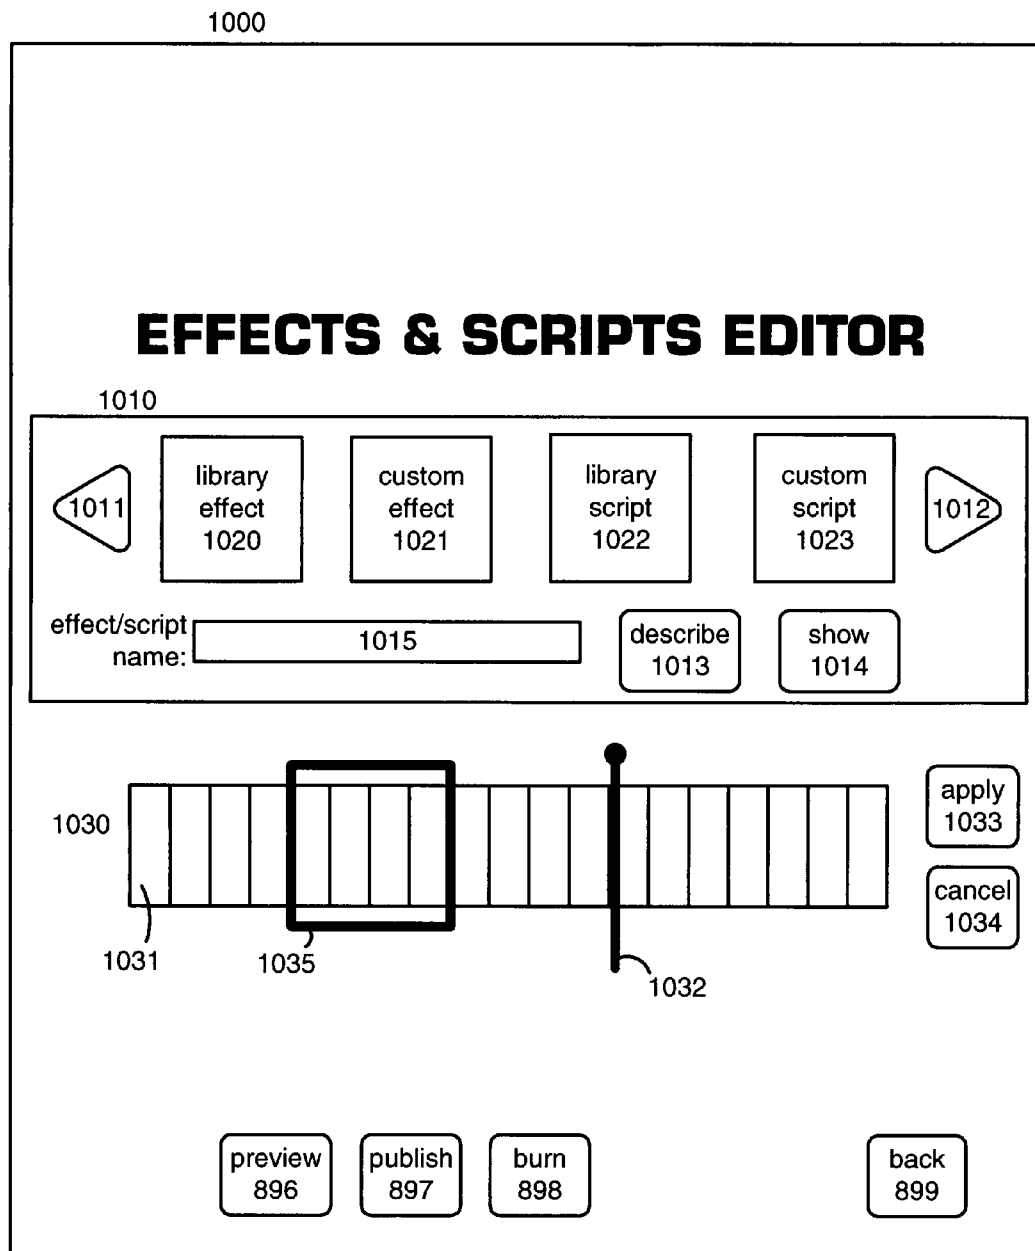 1000
EFFECTS & SCRIPTS EDITOR
1010
1011
library
effect
1020
custom
effect
1021
library
script
1022
custom
script
1023
1012
effect/script
name:
1015
describe
1013
show
1014
1030
1031
1035
1032
apply
1033
cancel
1034
preview
896
publish
897
burn
898
back
899